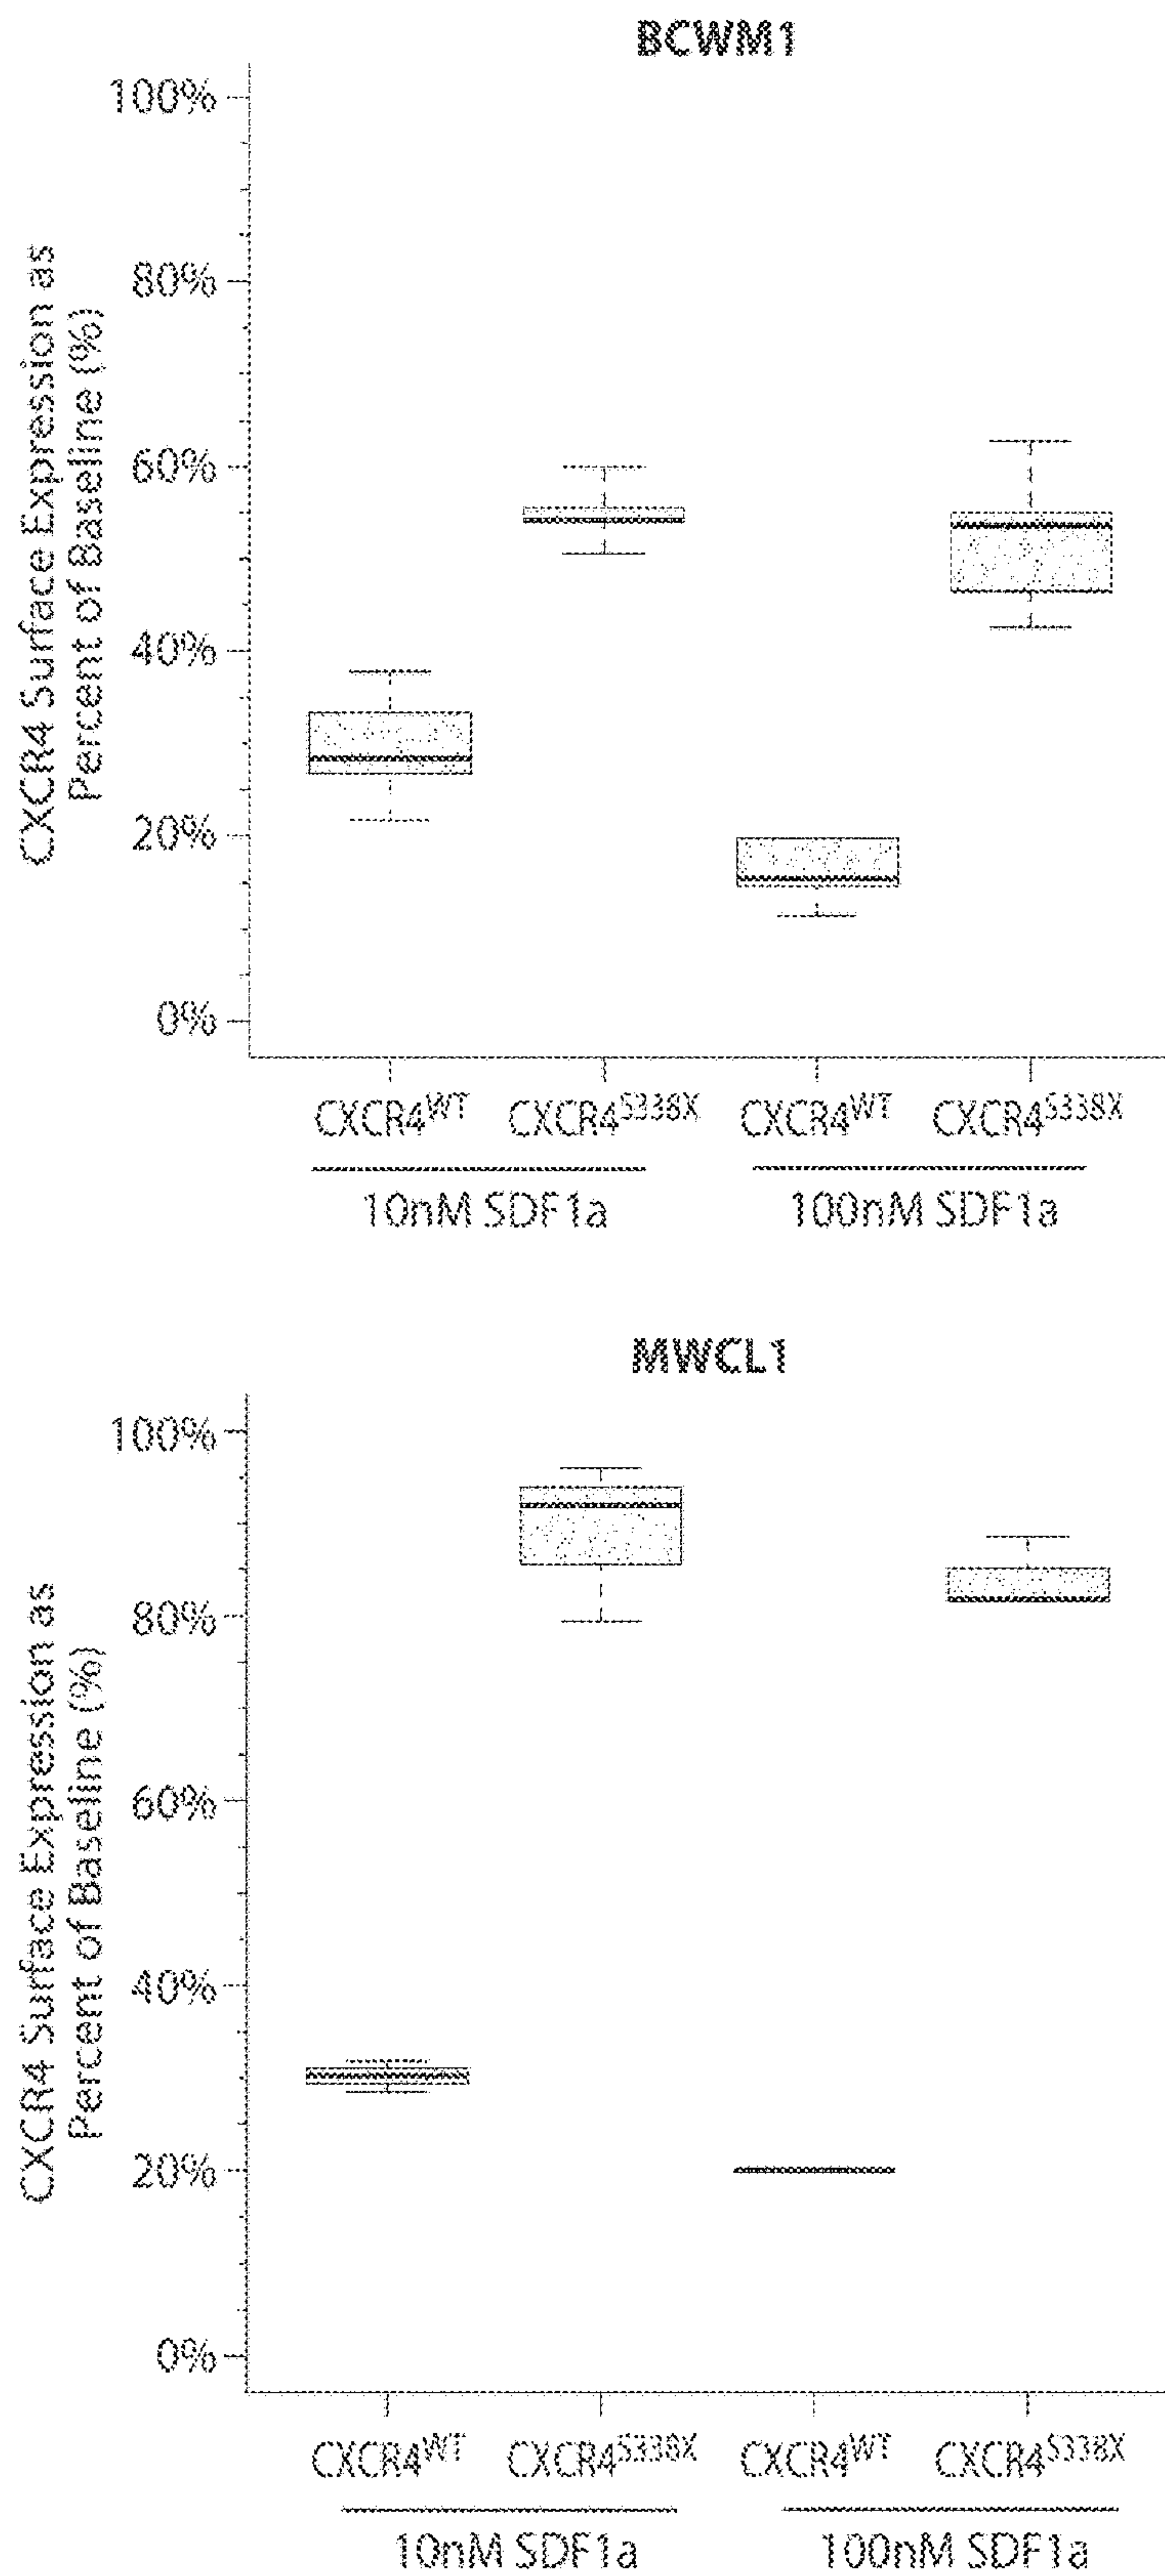 BCWM1
CXCR4 Surface Expression as
Percent of Baseline (%)
100%
80%
60%
40%
20%
0%
CXCR4WT CXCR4S338X CXCR4WT CXCR4S338X
10nM SDF1a 100nM SDF1a
MWCL1
CXCR4 Surface Expression as
Percent of Baseline (%)
100%
80%
60%
40%
20%
0%
CXCR4WT CXCR4S338X CXCR4WT CXCR4S338X
10nM SDF1a 100nM SDF1a